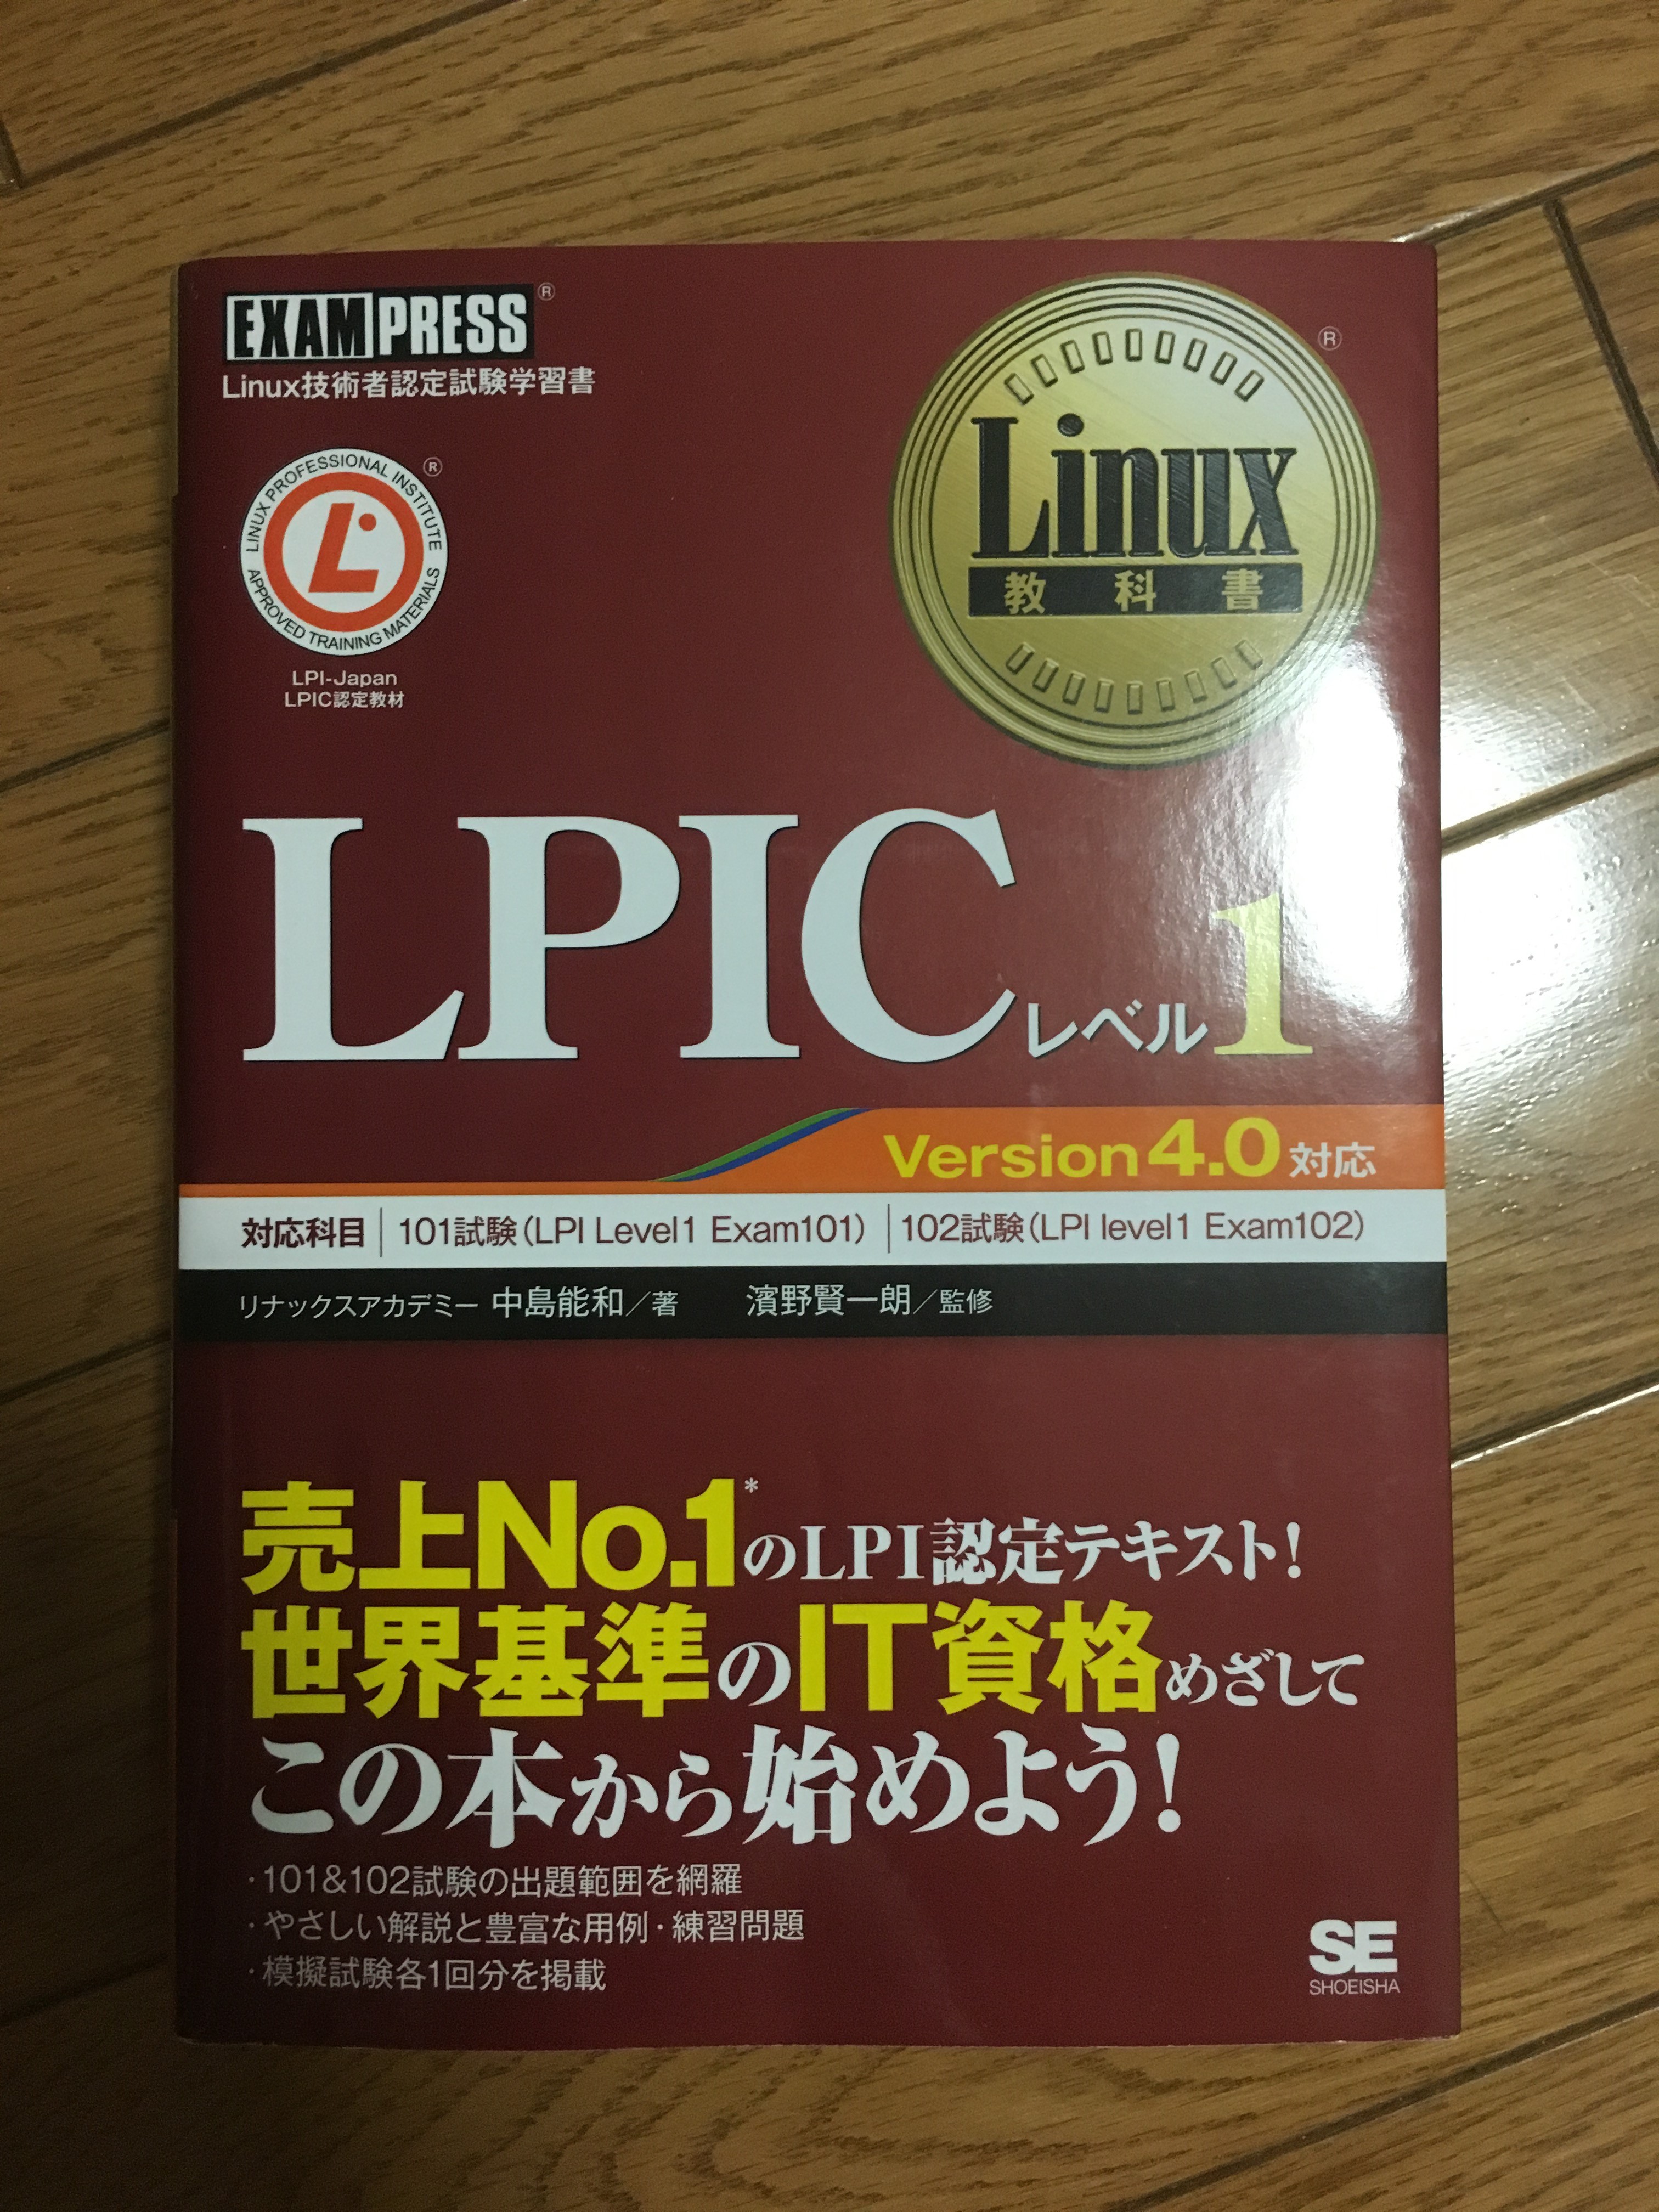 EXAMPRESS®
Linux技術者認定試験学習書
LINUX PROFESSIONAL INSTITUTE
®
L
APPROVED TRAINING MATERIALS
LPI-Japan
LPIC認定教材
®
Linux
教科書
LPICレベル1
Version4.0対応
対応科目 101試験(LPI Level1 Exam101) 102試験(LPI level1 Exam102)
リナックスアカデミー 中島能和/著 濱野賢一朗/監修
売上No.1*のLPI認定テキスト!
世界基準のIT資格めざして
この本から始めよう!
・101&102試験の出題範囲を網羅
・やさしい解説と豊富な用例・練習問題
・模擬試験各1回分を掲載
SE
SHOEISHA